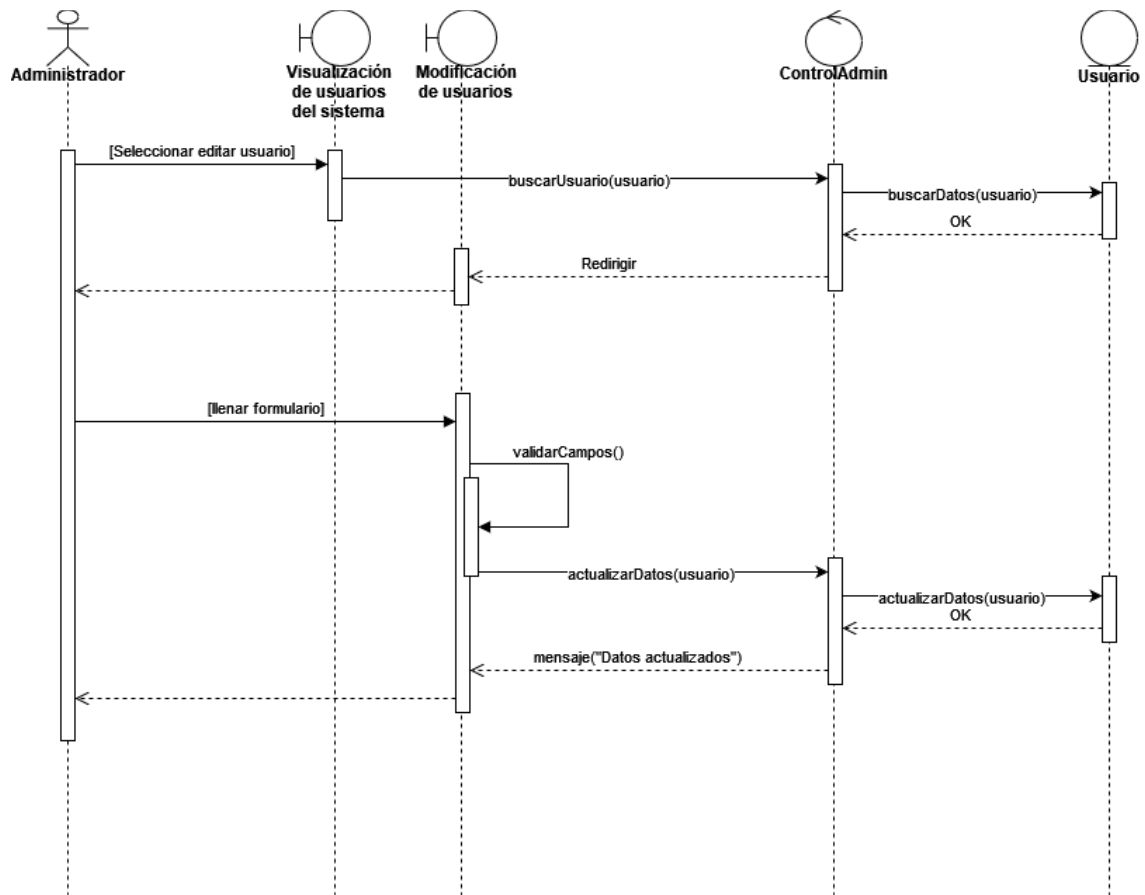 Administrador
Visualización
de usuarios
del sistema
Modificación
de usuarios
ControlAdmin
Usuario
[Seleccionar editar usuario]
buscarUsuario(usuario)
buscarDatos(usuario)
OK
Redirigir
[llenar formulario]
validarCampos()
actualizarDatos(usuario)
actualizarDatos(usuario)
OK
mensaje("Datos actualizados")